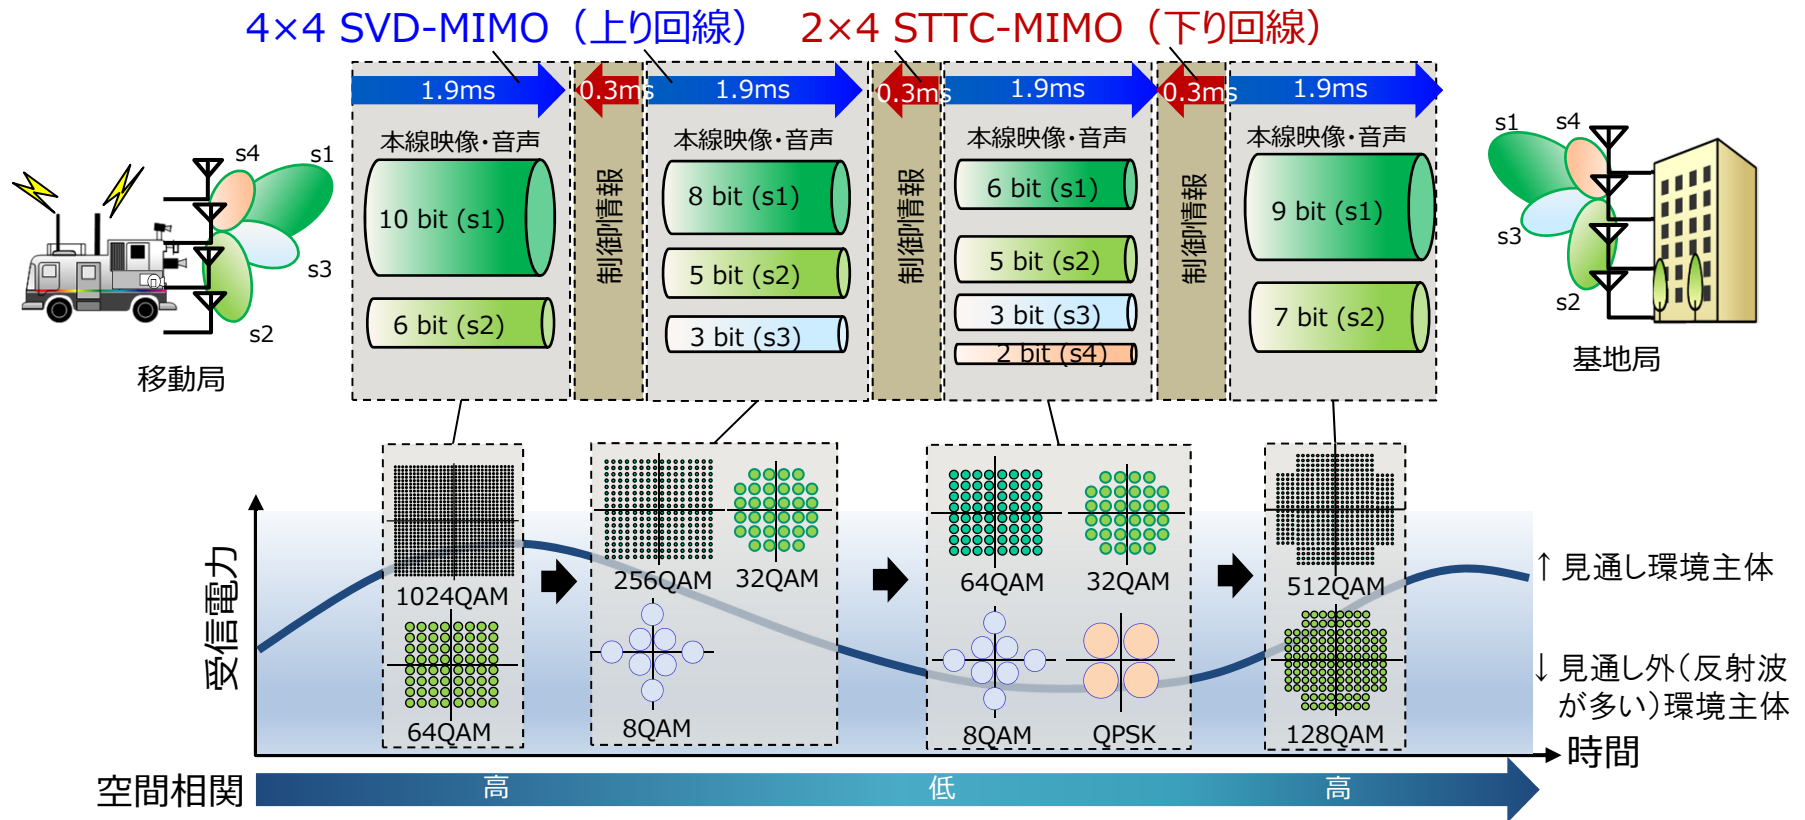 4×4 SVD-MIMO（上り回線）
2×4 STTC-MIMO（下り回線）
1.9ms
0.3ms
1.9ms
0.3ms
1.9ms
0.3ms
1.9ms
本線映像・音声
10 bit (s1)
6 bit (s2)
制御情報
本線映像・音声
8 bit (s1)
5 bit (s2)
3 bit (s3)
制御情報
本線映像・音声
6 bit (s1)
5 bit (s2)
3 bit (s3)
2 bit (s4)
制御情報
本線映像・音声
9 bit (s1)
7 bit (s2)
s4
s1
s3
s2
移動局
s1
s4
s3
s2
基地局
受信電力
1024QAM
64QAM
256QAM
32QAM
8QAM
64QAM
32QAM
8QAM
QPSK
512QAM
128QAM
↑見通し環境主体
↓見通し外（反射波
が多い）環境主体
時間
空間相関
高
低
高